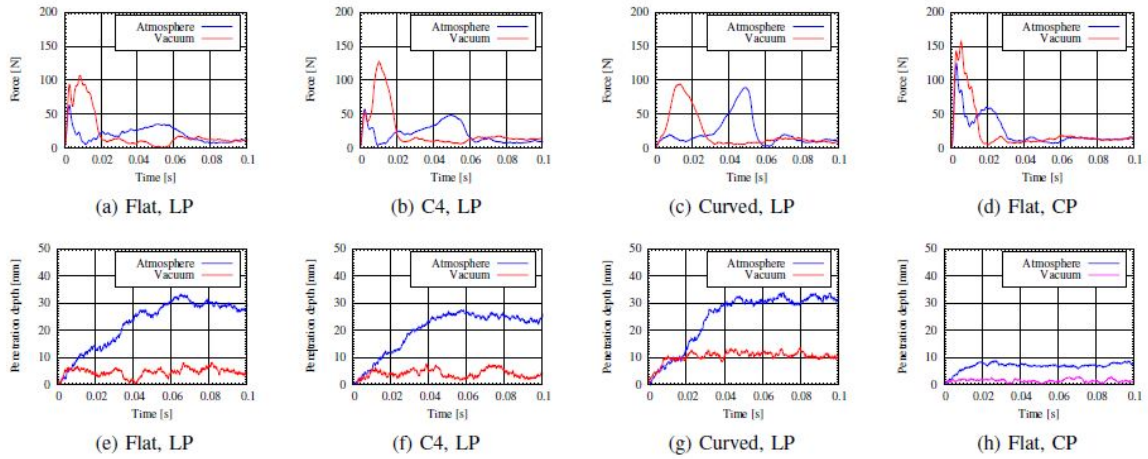 200
150
100
50
0
Force [N]
Atmosphere
Vacuum
0 0.02 0.04 0.06 0.08 0.1
Time [s]
(a) Flat, LP
200
150
100
50
0
Force [N]
Atmosphere
Vacuum
0 0.02 0.04 0.06 0.08 0.1
Time [s]
(b) C4, LP
200
150
100
50
0
Force [N]
Atmosphere
Vacuum
0 0.02 0.04 0.06 0.08 0.1
Time [s]
(c) Curved, LP
200
150
100
50
0
Force [N]
Atmosphere
Vacuum
0 0.02 0.04 0.06 0.08 0.1
Time [s]
(d) Flat, CP
50
40
30
20
10
0
Penetration depth [mm]
Atmosphere
Vacuum
0 0.02 0.04 0.06 0.08 0.1
Time [s]
(e) Flat, LP
50
40
30
20
10
0
Penetration depth [mm]
Atmosphere
Vacuum
0 0.02 0.04 0.06 0.08 0.1
Time [s]
(f) C4, LP
50
40
30
20
10
0
Penetration depth [mm]
Atmosphere
Vacuum
0 0.02 0.04 0.06 0.08 0.1
Time [s]
(g) Curved, LP
50
40
30
20
10
0
Penetration depth [mm]
Atmosphere
Vacuum
0 0.02 0.04 0.06 0.08 0.1
Time [s]
(h) Flat, CP